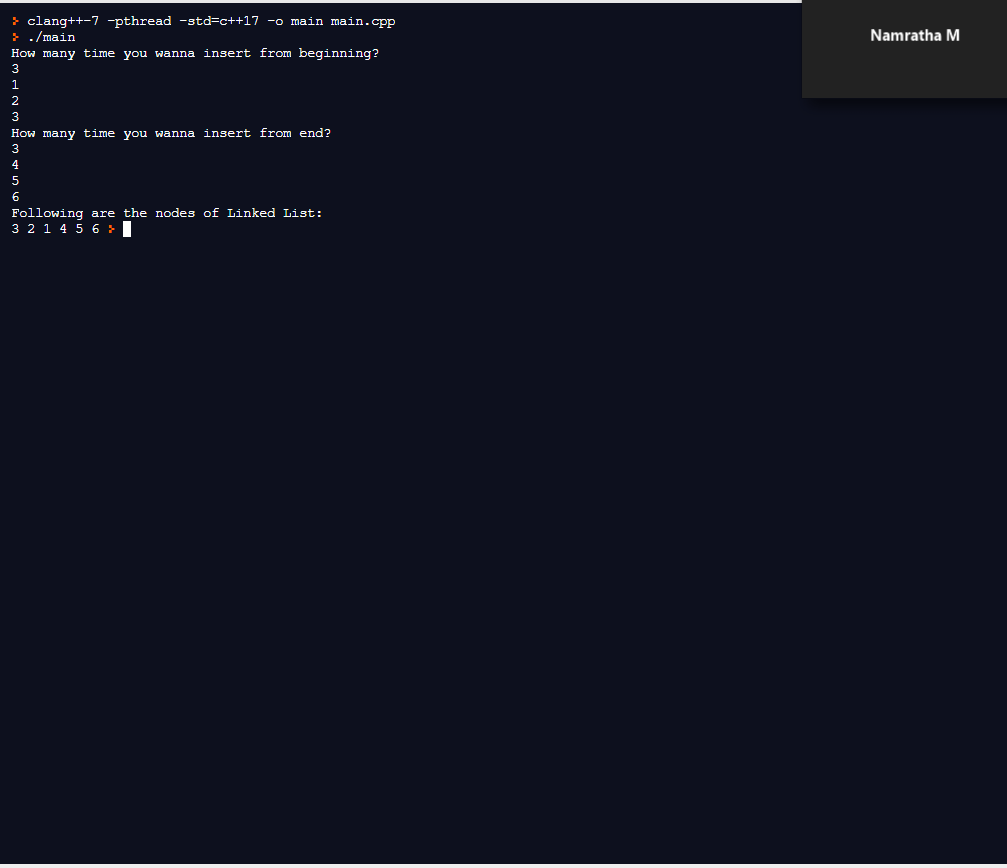 clang++-7 -pthread -std=c++17 -o main main.cpp
./main
How many time you wanna insert from beginning?
3
1
2
3
How many time you wanna insert from end?
3
4
5
6
Following are the nodes of Linked List:
3 2 1 4 5 6
Namratha M